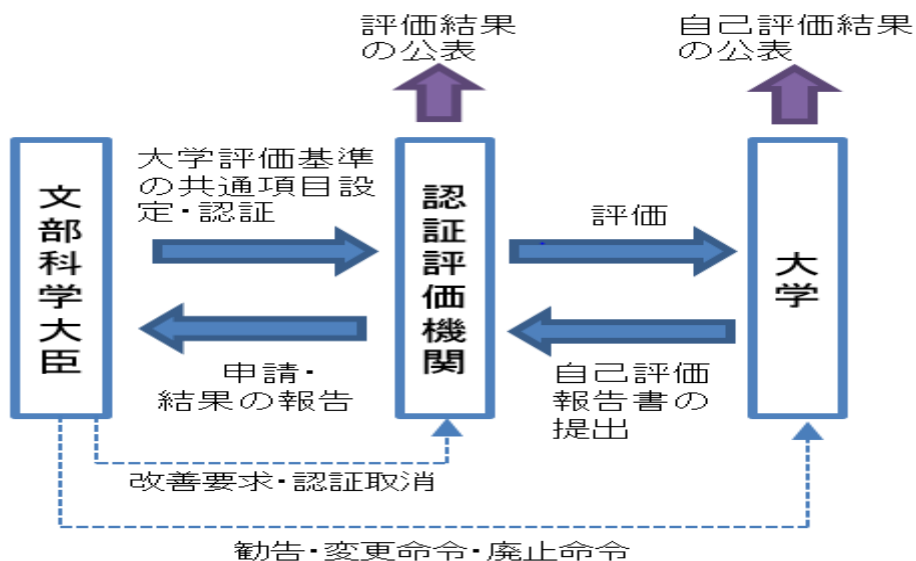 評価結果
の公表
自己評価結果
の公表
文部科学大臣
大学評価基準
の共通項目設
定・認証
認証評価機関
評価
大学
申請・
結果の報告
自己評価
報告書の
提出
改善要求・認証取消
勧告・変更命令・廃止命令